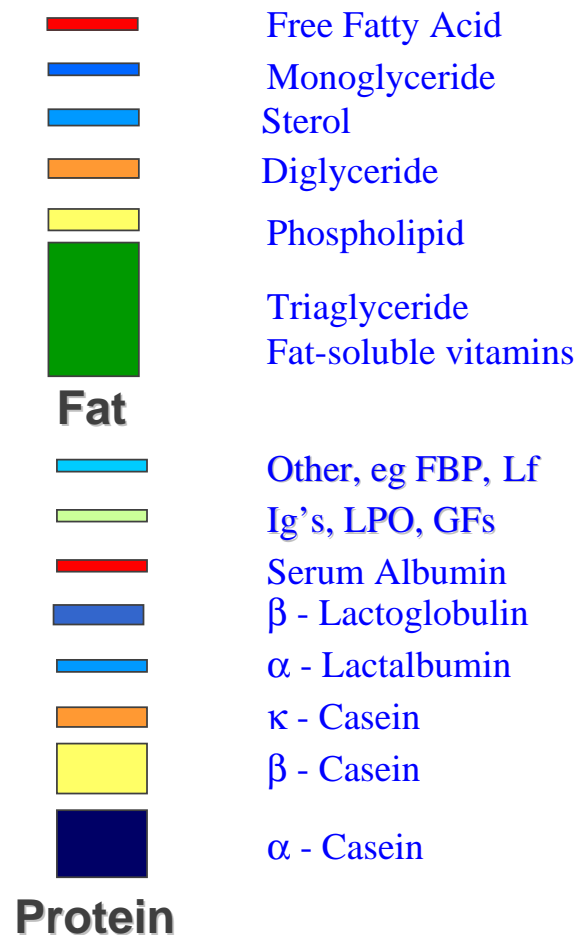 Free Fatty Acid
Monoglyceride
Sterol
Diglyceride
Phospholipid
Triaglyceride
Fat-soluble vitamins
Fat
Other, eg FBP, Lf
Ig’s, LPO, GFs
Serum Albumin
β - Lactoglobulin
α - Lactalbumin
κ - Casein
β - Casein
α - Casein
Protein